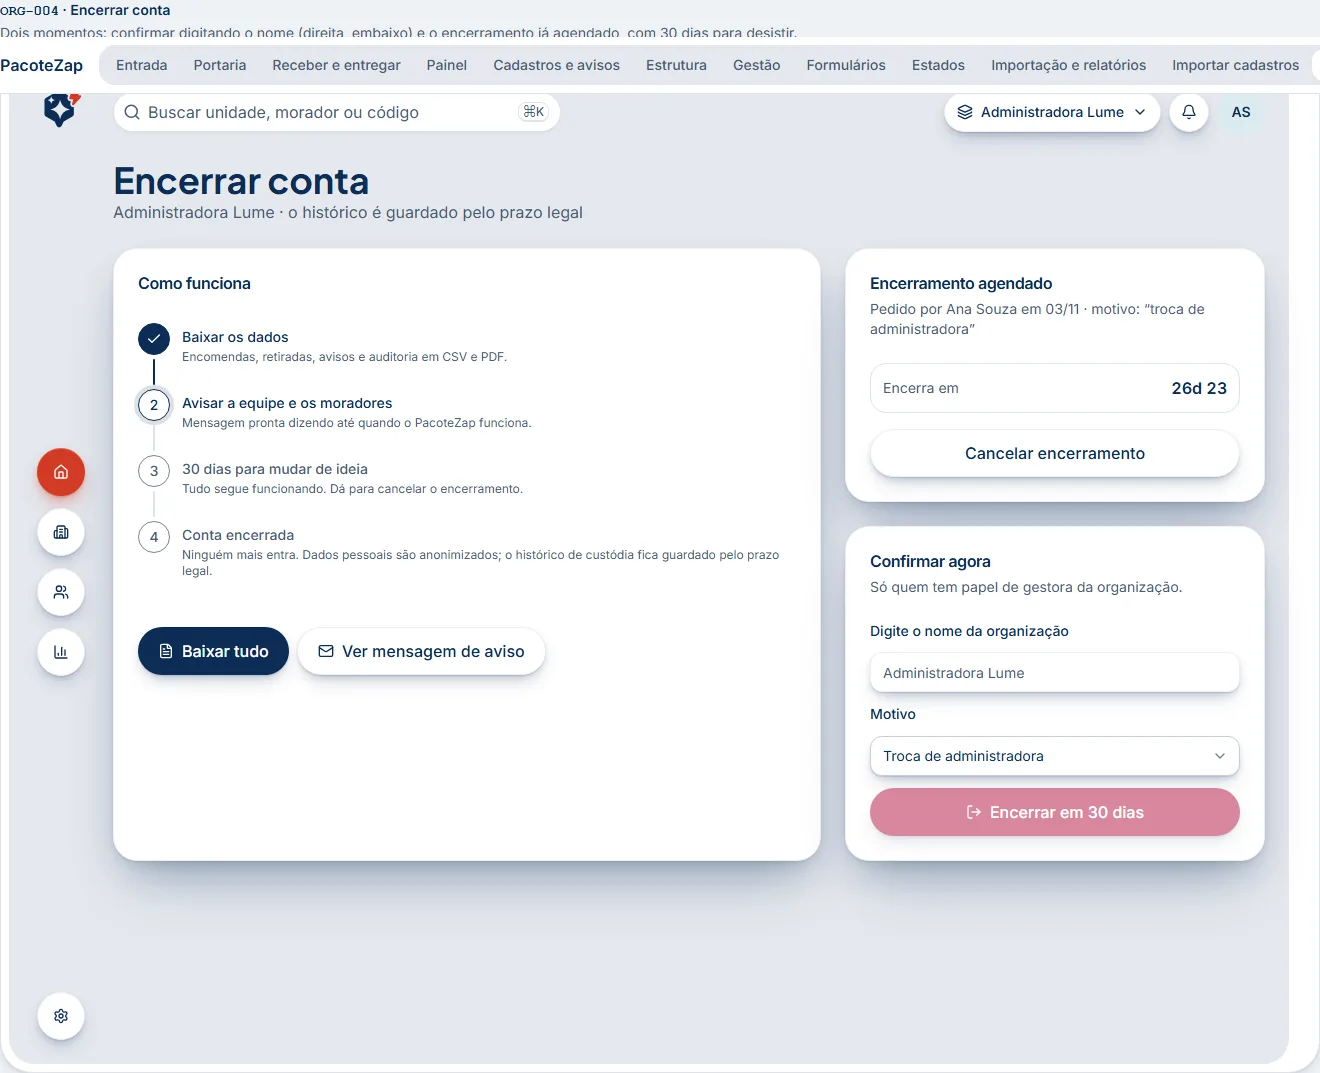 ORG-004 · Encerrar conta
Dois momentos: confirmar digitando o nome (direita, embaixo) e o encerramento já agendado, com 30 dias para desistir.
PacoteZap
Entrada
Portaria
Receber e entregar
Painel
Cadastros e avisos
Estrutura
Gestão
Formulários
Estados
Importação e relatórios
Importar cadastros
Buscar unidade, morador ou código
⌘K
Administradora Lume
AS
Encerrar conta
Administradora Lume · o histórico é guardado pelo prazo legal
Como funciona
Baixar os dados
Encomendas, retiradas, avisos e auditoria em CSV e PDF.
2
Avisar a equipe e os moradores
Mensagem pronta dizendo até quando o PacoteZap funciona.
3
30 dias para mudar de ideia
Tudo segue funcionando. Dá para cancelar o encerramento.
4
Conta encerrada
Ninguém mais entra. Dados pessoais são anonimizados; o histórico de custódia fica guardado pelo prazo
legal.
Baixar tudo
Ver mensagem de aviso
Encerramento agendado
Pedido por Ana Souza em 03/11 · motivo: “troca de
administradora”
Encerra em
26d 23
Cancelar encerramento
Confirmar agora
Só quem tem papel de gestora da organização.
Digite o nome da organização
Administradora Lume
Motivo
Troca de administradora
Encerrar em 30 dias